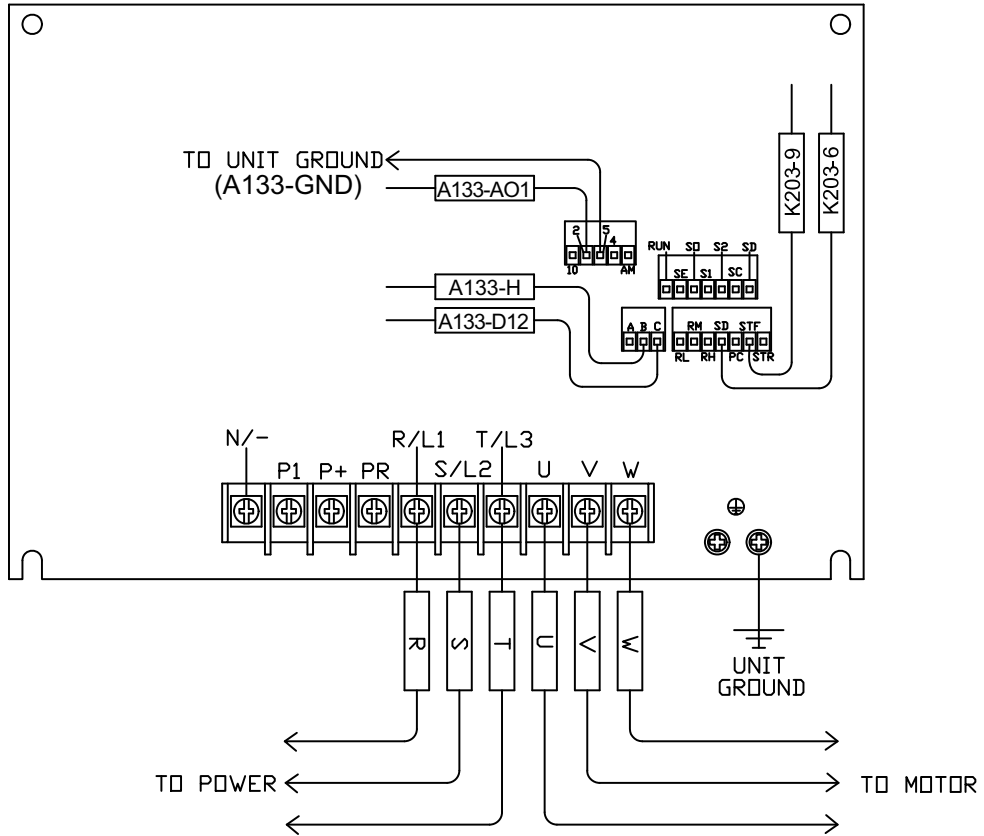 TO UNIT GROUND
(A133-GND)
A133-AO1
K203-9
K203-6
2
5
4
10
AM
RUN
S0
S2
SD
SE
S1
SC
A133-H
A133-D12
A B C
RM SD STF
RL RH PC STR
N/-
R/L1
T/L3
P1 P+ PR
S/L2
U V W
R S T U V W
UNIT
GROUND
TO POWER
TO MOTOR